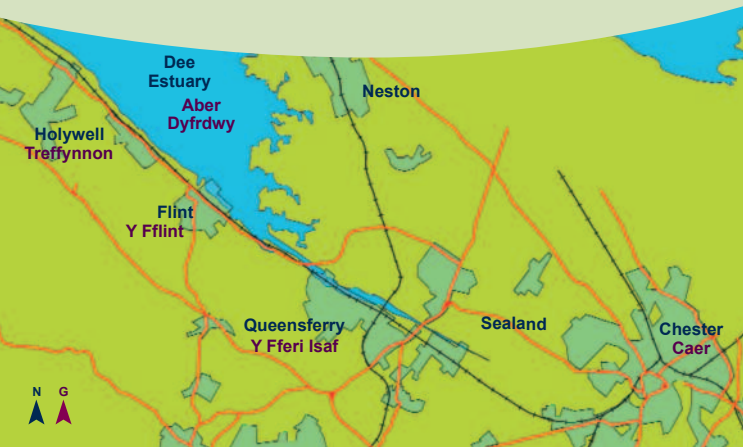 Dee
Estuary
Aber
Dyfrdwy
Neston
Holywell
Treffynnon
Flint
Y Fflint
Queensferry
Y Fferi Isaf
Sealand
Chester
Caer
N G